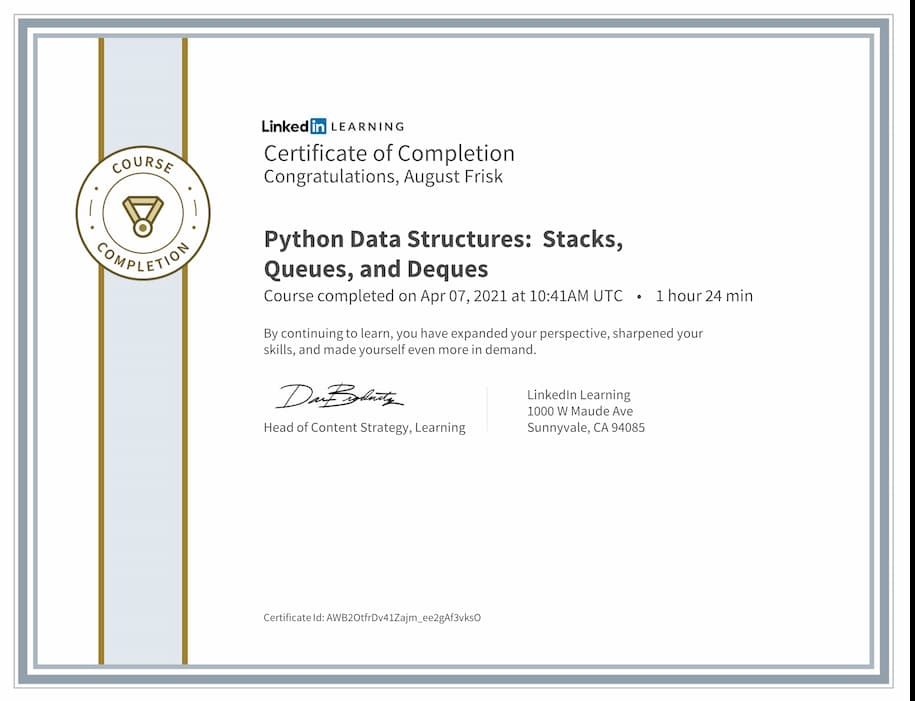 COURSE
COMPLETION
LinkedIn LEARNING
Certificate of Completion
Congratulations, August Frisk
Python Data Structures: Stacks,
Queues, and Deques
Course completed on Apr 07, 2021 at 10:41AM UTC • 1 hour 24 min
By continuing to learn, you have expanded your perspective, sharpened your
skills, and made yourself even more in demand.
Head of Content Strategy, Learning
LinkedIn Learning
1000 W Maude Ave
Sunnyvale, CA 94085
Certificate Id: AWB2OtfrDv41Zajm_ee2gAf3vksO